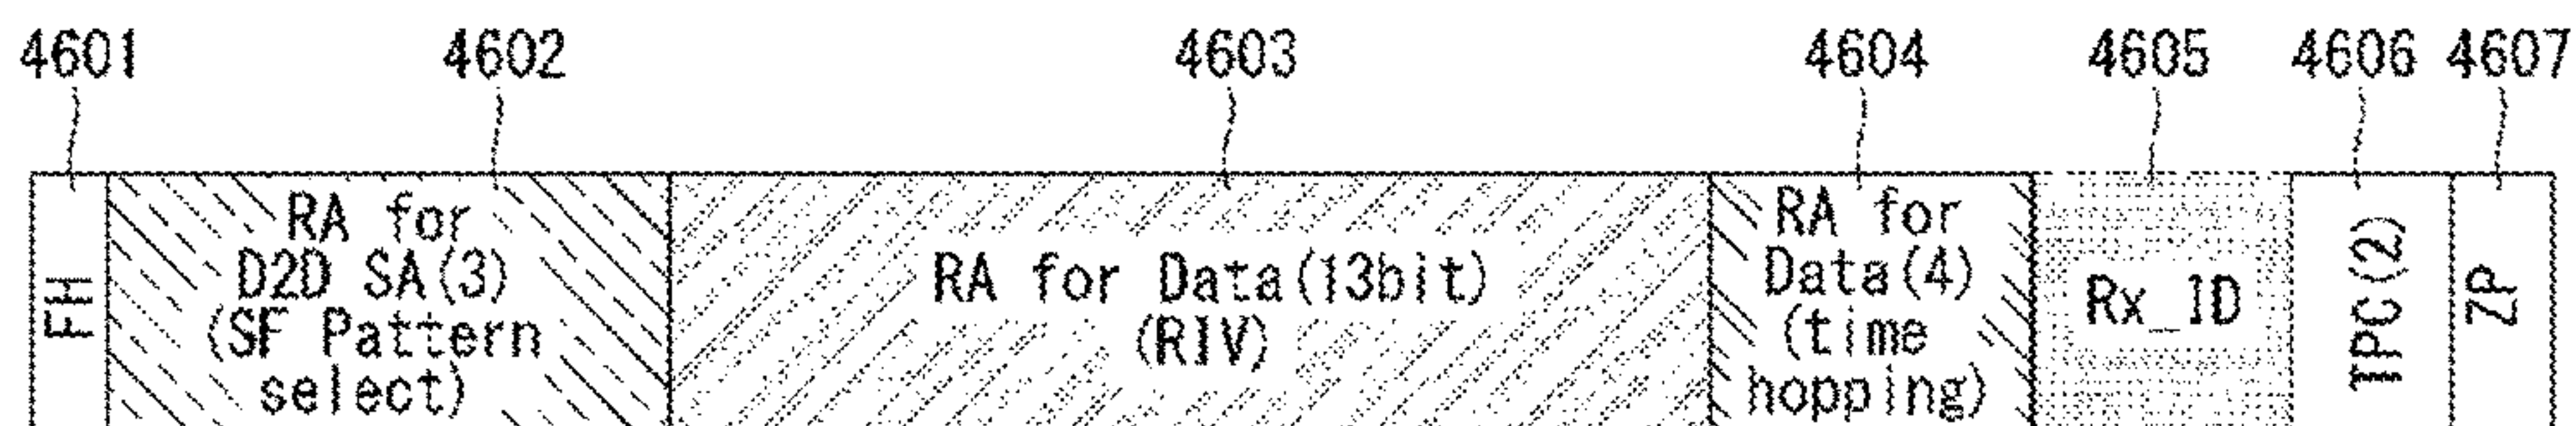 4601 4602 4603 4604 4605 4606 4607
FH
RA for
D2D SA(3)
(SF Pattern
select)
RA for Data(13bit)
(RIV)
RA for
Data(4)
(time
hopping)
Rx_ID
TPC(2)
ZP